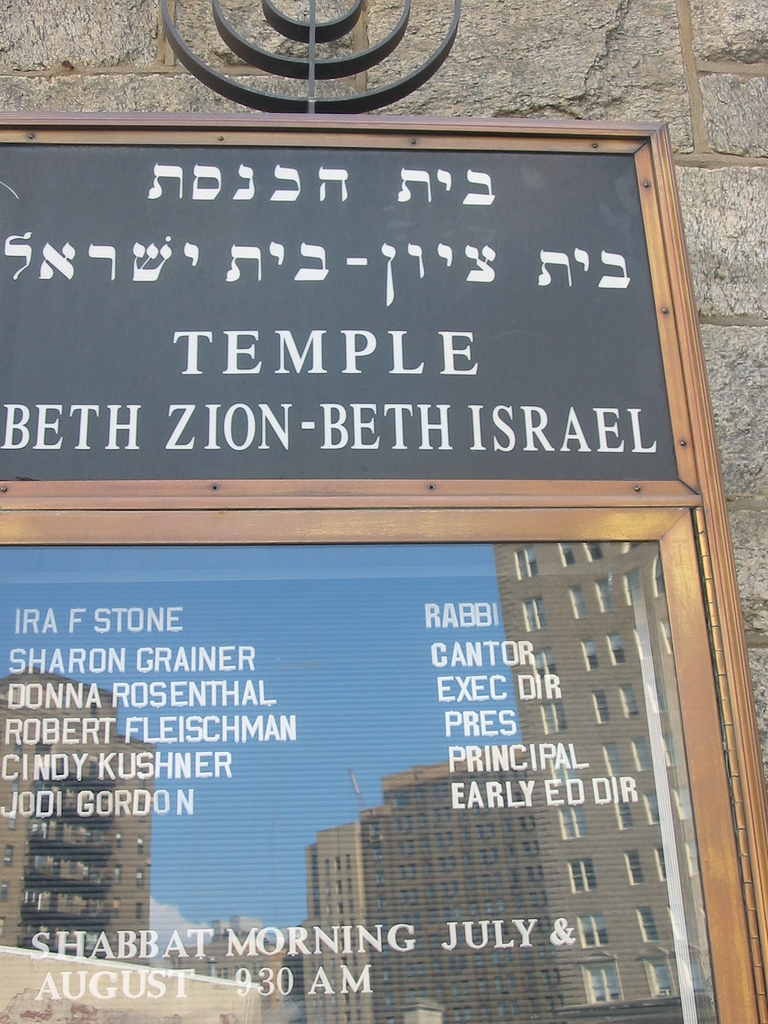 בית הכנסת
בית ציון-בית ישראל
TEMPLE
BETH ZION-BETH ISRAEL
IRA F STONE RABBI
SHARON GRAINER CANTOR
DONNA ROSENTHAL EXEC DIR
ROBERT FLEISCHMAN PRES
CINDY KUSHNER PRINCIPAL
JODI GORDON EARLY ED DIR
SHABBAT MORNING JULY &
AUGUST 930 AM